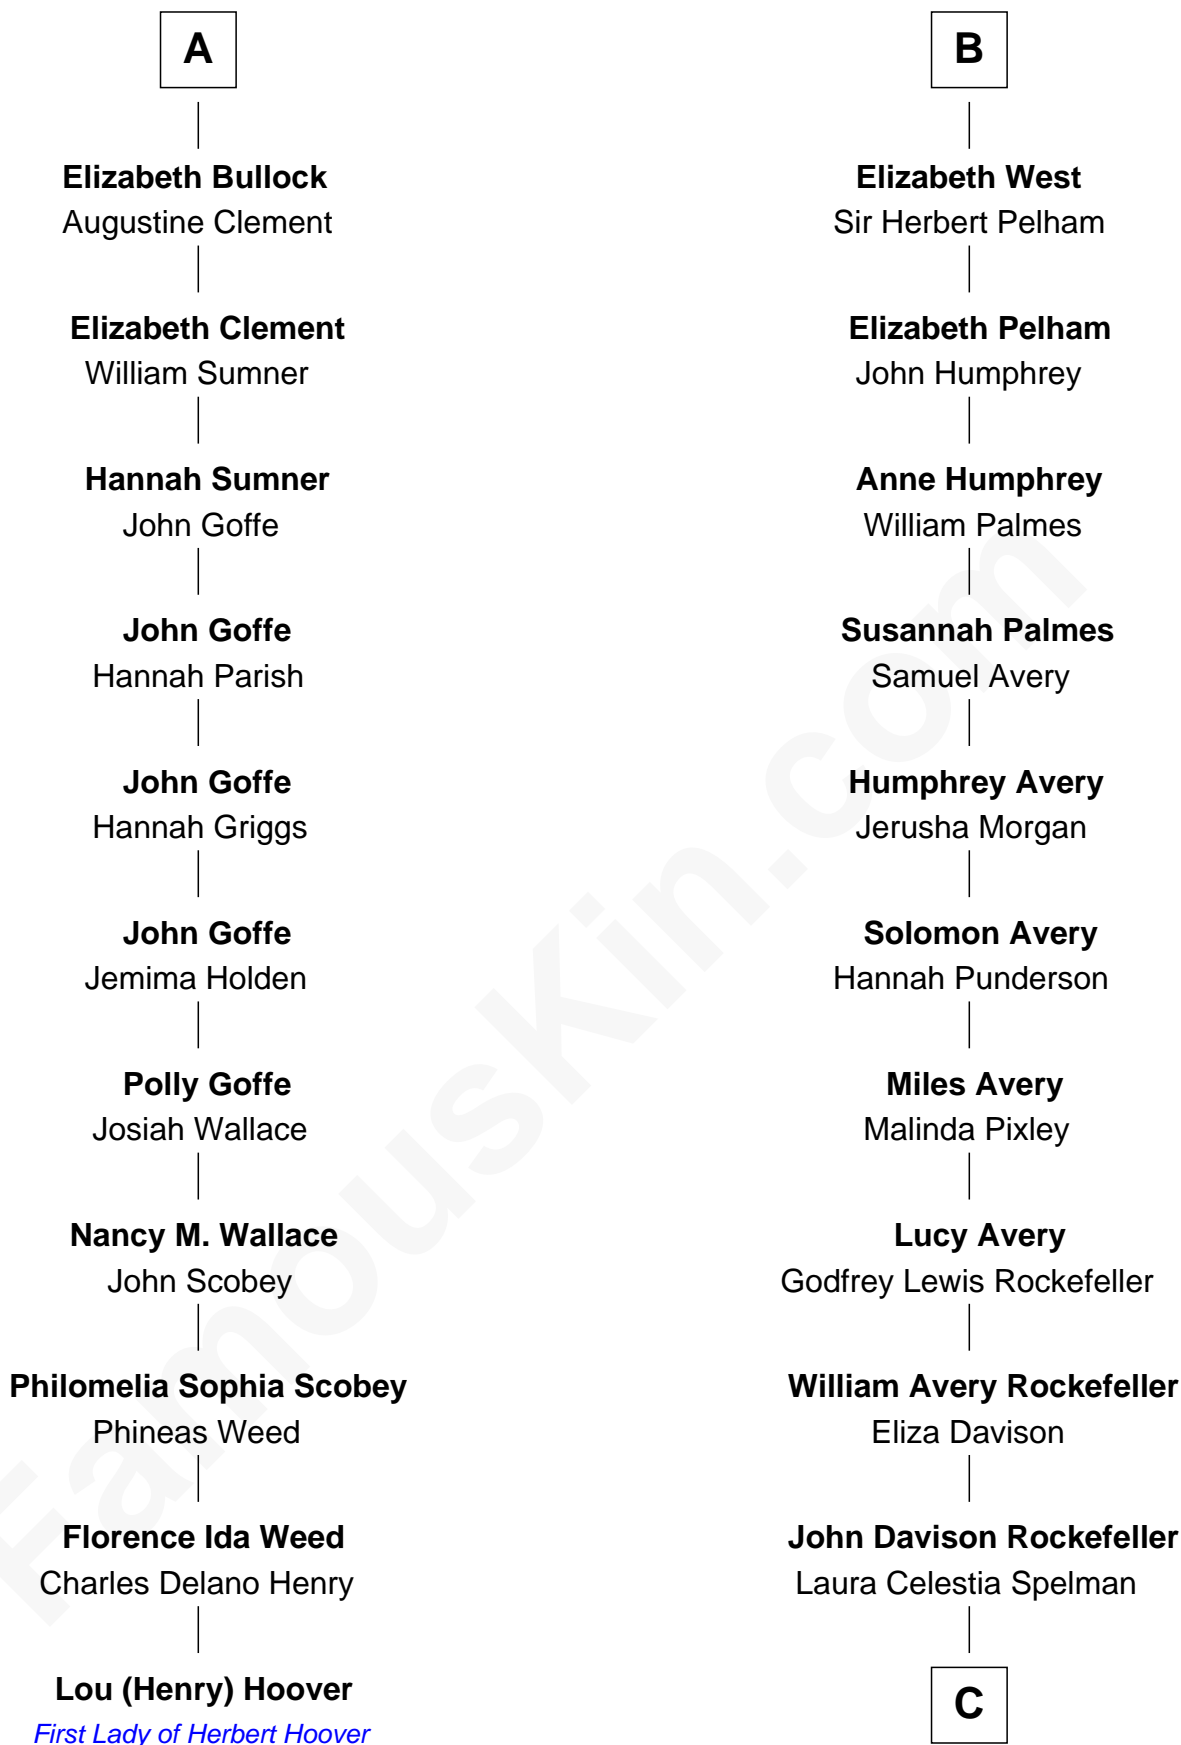 A
Elizabeth Bullock
Augustine Clement
Elizabeth Clement
William Sumner
Hannah Sumner
John Goffe
John Goffe
Hannah Parish
John Goffe
Hannah Griggs
John Goffe
Jemima Holden
Polly Goffe
Josiah Wallace
Nancy M. Wallace
John Scobey
Philomelia Sophia Scobey
Phineas Weed
Florence Ida Weed
Charles Delano Henry
Lou (Henry) Hoover
First Lady of Herbert Hoover
B
Elizabeth West
Sir Herbert Pelham
Elizabeth Pelham
John Humphrey
Anne Humphrey
William Palmes
Susannah Palmes
Samuel Avery
Humphrey Avery
Jerusha Morgan
Solomon Avery
Hannah Punderson
Miles Avery
Malinda Pixley
Lucy Avery
Godfrey Lewis Rockefeller
William Avery Rockefeller
Eliza Davison
John Davison Rockefeller
Laura Celestia Spelman
C
FamousKin.com